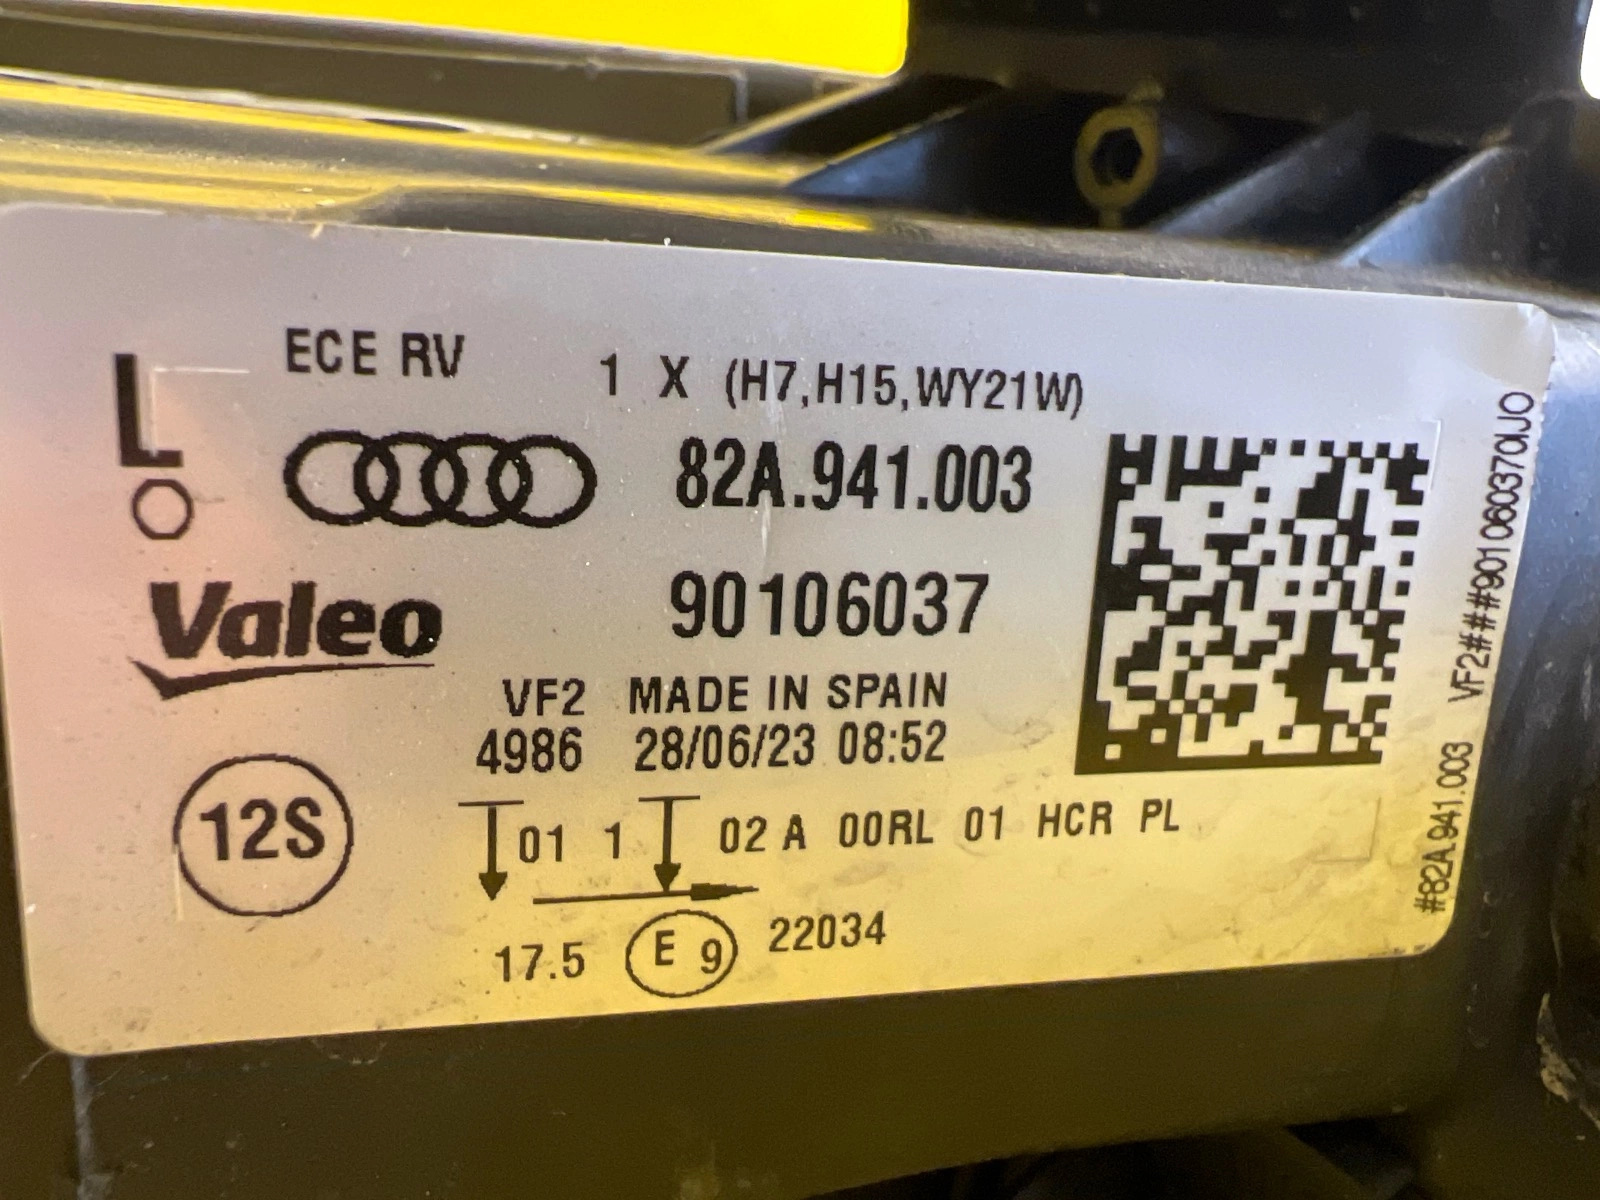 L
ECE RV 1 X (H7,H15,WY21W)
82A.941.003
Valeo 90106037
VF2 MADE IN SPAIN
4986 28/06/23 08:52
12S
01 1 02 A 00RL 01 HCR PL
17.5 E 9 22034
#82A.941.003 VF2###90106037